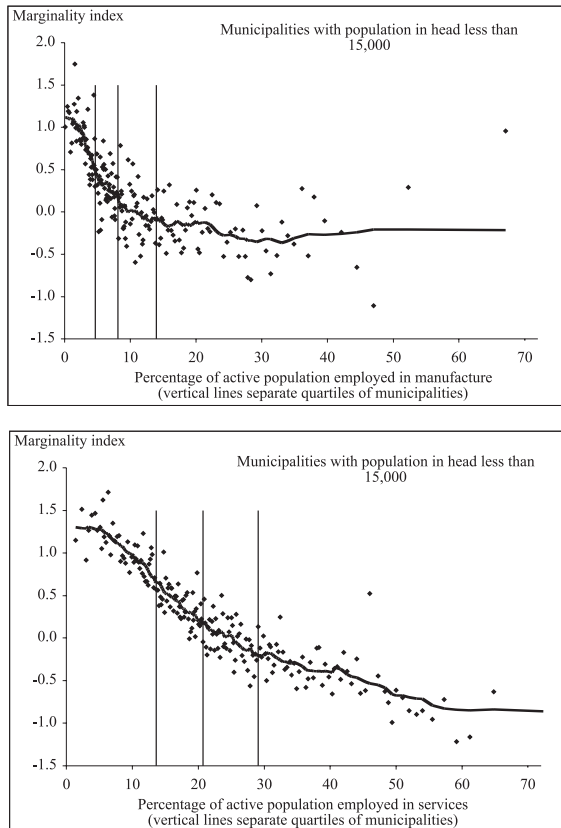 Marginality index
Municipalities with population in head less than
15,000
2.0
1.5
1.0
0.5
0.0
-0.5
-1.0
-1.5
0 10 20 30 40 50 60 70
Percentage of active population employed in manufacture
(vertical lines separate quartiles of municipalities)
Marginality index
Municipalities with population in head less than
15,000
2.0
1.5
1.0
0.5
0.0
-0.5
-1.0
-1.5
0 10 20 30 40 50 60 70
Percentage of active population employed in services
(vertical lines separate quartiles of municipalities)